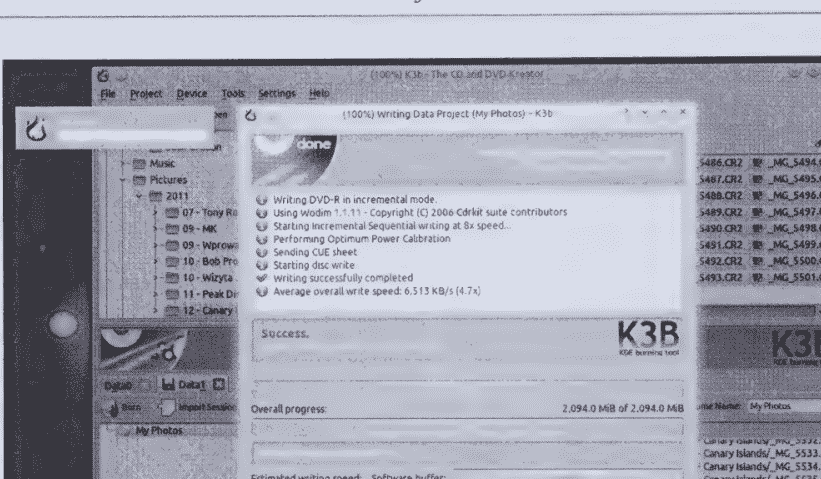 (100%) K3b - The CD and DVD Kreator
File Project Device Tools Settings Help
(100%) Writing Data Project (My Photos) – K3b
done
Music
Pictures
2011
07 - Tony
09 - MK
09 - Wprowa
10 - Bob Pro
10 - Wizyta
11 - Peak Di
12 - Canary
Writing DVD-R in incremental mode.
Using Wodim 1.1.11 - Copyright (C) 2006 Cdrkit suite contributors
Starting Incremental Sequential writing at 8x speed...
Performing Optimum Power Calibration
Sending CUE sheet
Starting disc write
Writing successfully completed
Average overall write speed: 6,513 KB/s (4.7x)
5486.CR2 _MG_5494.
5487.CR2 _MG_5495.
5488.CR2 _MG_5496.
5489.CR2 _MG_5497.
5490.CR2 _MG_5498.
5491.CR2 _MG_5499.
5492.CR2 _MG_5500.
5493.CR2 _MG_5501.
Success.
K3B
KDE burning tool
Data1
Burn Import Session
My Photos
Overall progress: 2,094.0 MiB of 2,094.0 MiB
Name: My Photos
Estimated writing speed: Software buffer:
Canary Islands/_MG_5532.
Canary Islands/_MG_5533.
Canary Islands/_MG_5534.